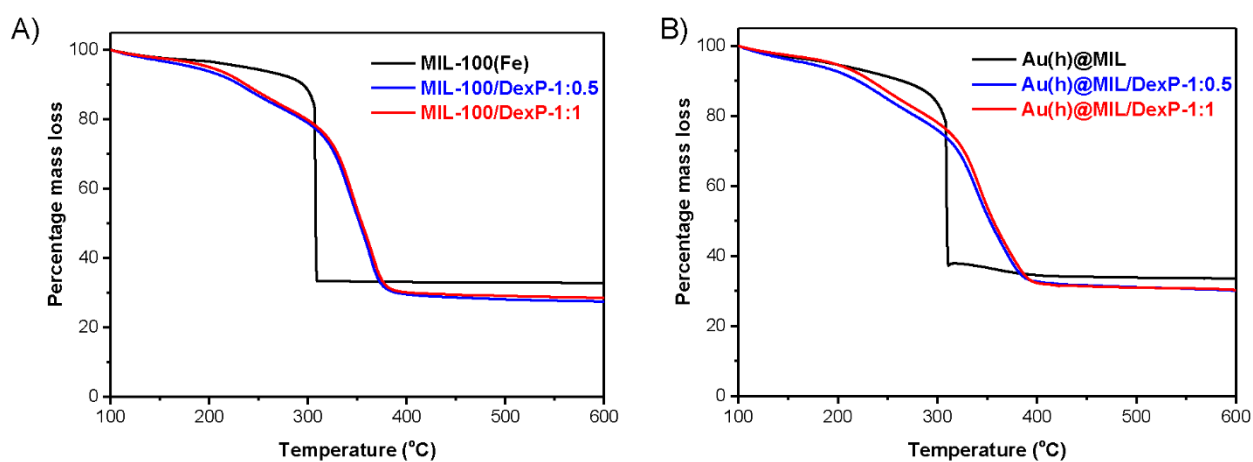 A)
MIL-100(Fe)
MIL-100/DexP-1:0.5
MIL-100/DexP-1:1
Percentage mass loss
100
80
60
40
20
0
100
200
300
400
500
600
Temperature (°C)
B)
Au(h)@MIL
Au(h)@MIL/DexP-1:0.5
Au(h)@MIL/DexP-1:1
Percentage mass loss
100
80
60
40
20
0
100
200
300
400
500
600
Temperature (°C)